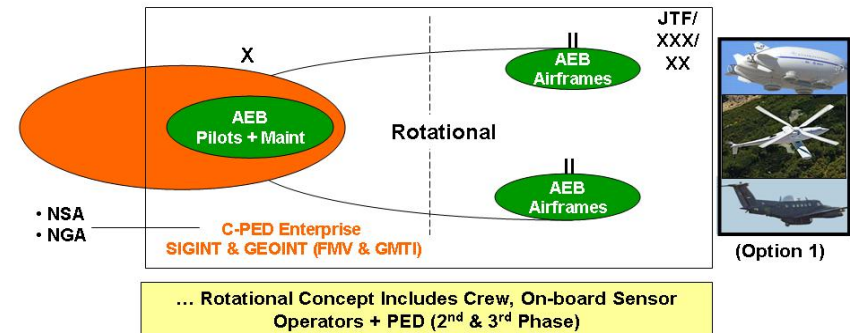 X
AEB
Pilots + Maint
Rotational
II
AEB
Airframes
II
AEB
Airframes
JTF/
XXX/
XX
• NSA
• NGA
C-PED Enterprise
SIGINT & GEOINT (FMV & GMTI)
(Option 1)
... Rotational Concept Includes Crew, On-board Sensor
Operators + PED (2nd & 3rd Phase)